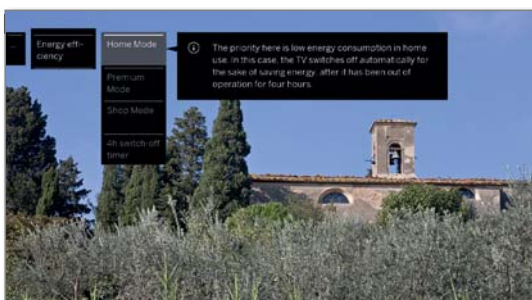 ...
Energy effi-
ciency
Home Mode
Premium
Mode
Shop Mode
4h switch-off
timer
The priority here is low energy consumption in home
use. In this case, the TV switches off automatically for
the sake of saving energy, after it has been out of
operation for four hours.